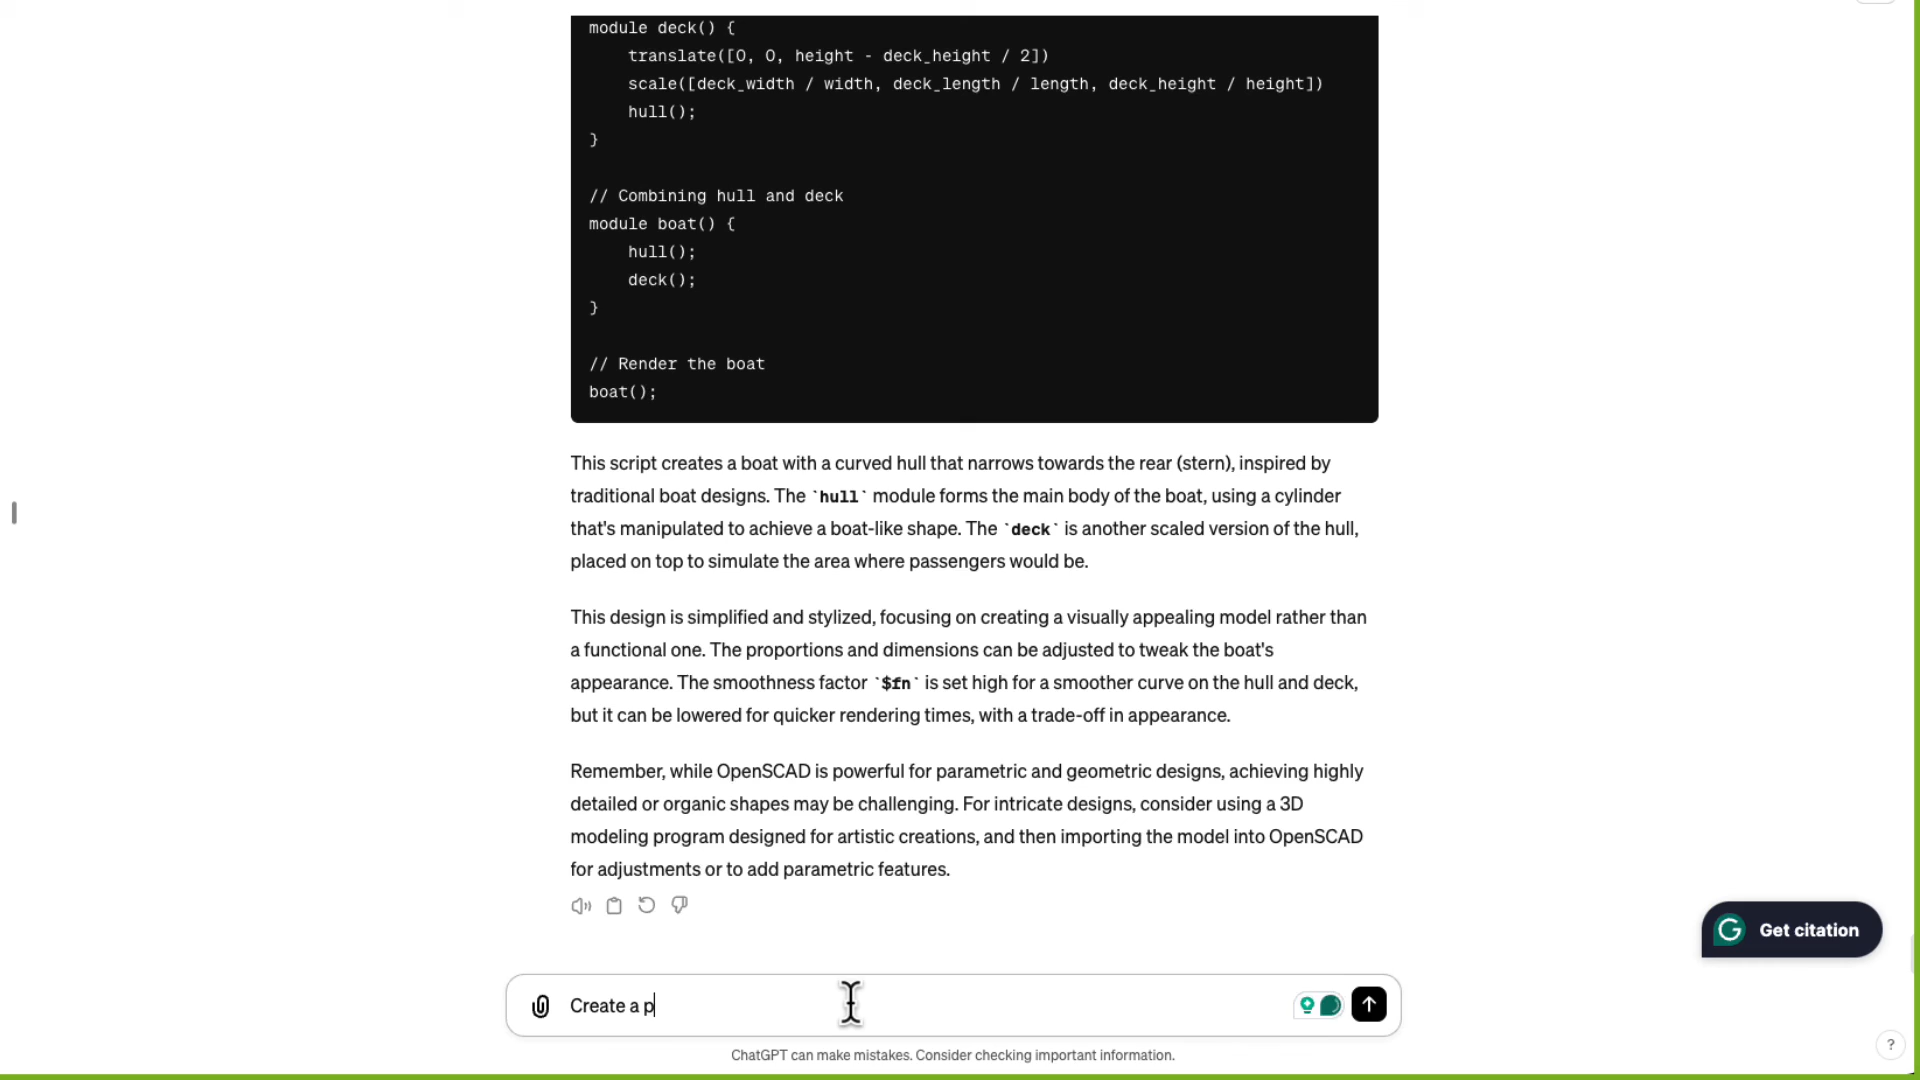 module deck() {
    translate([0, 0, height - deck_height / 2])
    scale([deck_width / width, deck_length / length, deck_height / height])
    hull();
}
// Combining hull and deck
module boat() {
    hull();
    deck();
}
// Render the boat
boat();
This script creates a boat with a curved hull that narrows towards the rear (stern), inspired by
traditional boat designs. The `hull` module forms the main body of the boat, using a cylinder
that's manipulated to achieve a boat-like shape. The `deck` is another scaled version of the hull,
placed on top to simulate the area where passengers would be.
This design is simplified and stylized, focusing on creating a visually appealing model rather than
a functional one. The proportions and dimensions can be adjusted to tweak the boat's
appearance. The smoothness factor `$fn` is set high for a smoother curve on the hull and deck,
but it can be lowered for quicker rendering times, with a trade-off in appearance.
Remember, while OpenSCAD is powerful for parametric and geometric designs, achieving highly
detailed or organic shapes may be challenging. For intricate designs, consider using a 3D
modeling program designed for artistic creations, and then importing the model into OpenSCAD
for adjustments or to add parametric features.
Get citation
Create a p
ChatGPT can make mistakes. Consider checking important information.
?